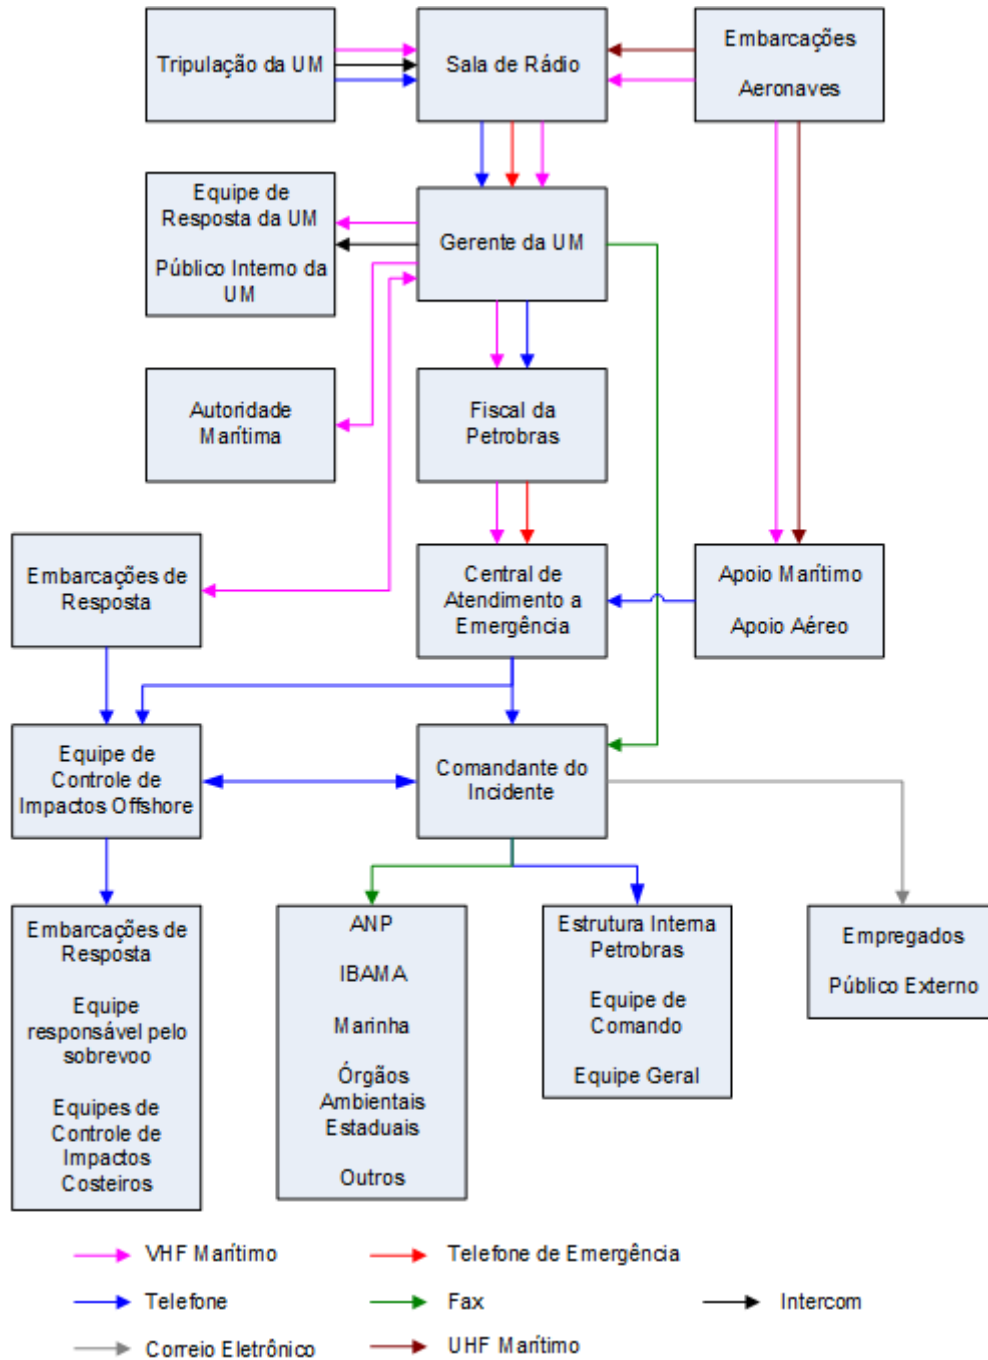 Tripulação da UM
Sala de Rádio
Embarcações
Aeronaves
Equipe de
Resposta da UM
Público Interno da
UM
Gerente da UM
Autoridade
Marítima
Fiscal da
Petrobras
Embarcações de
Resposta
Central de
Atendimento a
Emergência
Apoio Marítimo
Apoio Aéreo
Equipe de
Controle de
Impactos Offshore
Comandante do
Incidente
Embarcações de
Resposta
Equipe
responsável pelo
sobrevoo
Equipes de
Controle de
Impactos
Costeiros
ANP
IBAMA
Marinha
Órgãos
Ambientais
Estaduais
Outros
Estrutura Interna
Petrobras
Equipe de
Comando
Equipe Geral
Empregados
Público Externo
VHF Marítimo
Telefone de Emergência
Telefone
Fax
Intercom
Correio Eletrônico
UHF Marítimo